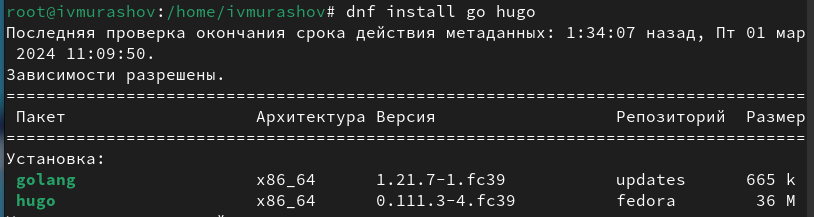 root@ivmurashov:/home/ivmurashov# dnf install go hugo
Последняя проверка окончания срока действия метаданных: 1:34:07 назад, Пт 01 мар
 2024 11:09:50.
Зависимости разрешены.
================================================================================
 Пакет Архитектура Версия Репозиторий Размер
================================================================================
Установка:
 golang x86_64 1.21.7-1.fc39 updates 665 k
 hugo x86_64 0.111.3-4.fc39 fedora 36 M